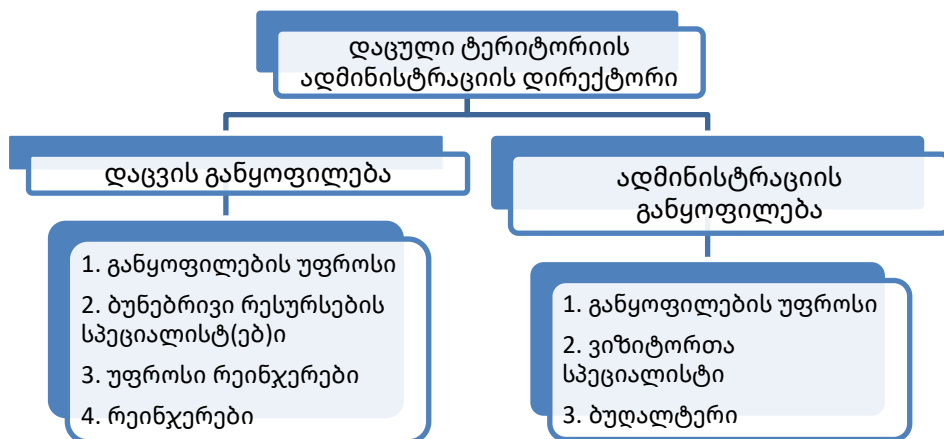 დაცული ტერიტორიის
ადმინისტრაციის დირექტორი
დაცვის განყოფილება
1. განყოფილების უფროსი
2. ბუნებრივი რესურსების
სპეციალისტ(ებ)ი
3. უფროსი რეინჯერები
4. რეინჯერები
ადმინისტრაციის
განყოფილება
1. განყოფილების უფროსი
2. ვიზიტორთა
სპეციალისტი
3. ბუღალტერი